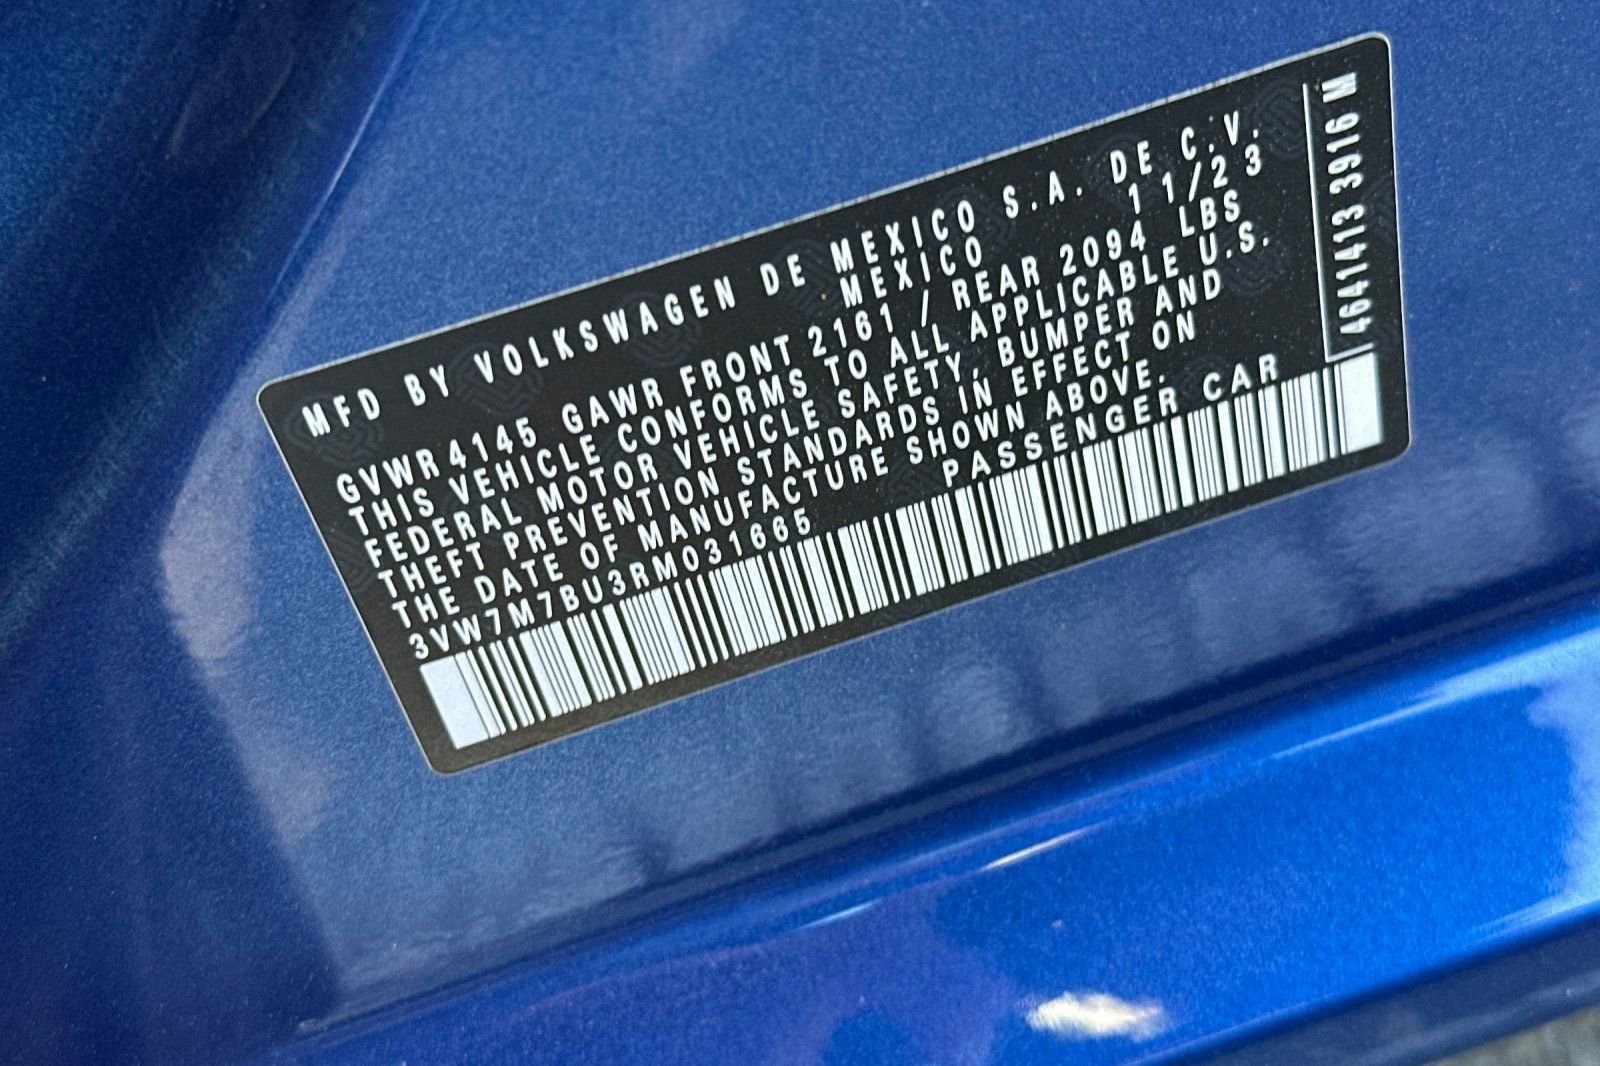 MFD BY VOLKSWAGEN DE MEXICO S.A. DE C.V.
MEXICO 11/23
GVWR 4145 GAWR FRONT 2161 / REAR 2094 LBS
THIS VEHICLE CONFORMS TO ALL APPLICABLE U.S.
FEDERAL MOTOR VEHICLE SAFETY, BUMPER AND
THEFT PREVENTION STANDARDS IN EFFECT ON
THE DATE OF MANUFACTURE SHOWN ABOVE.
3VW7M7BU3RM031665 PASSENGER CAR
4641413 3916 M